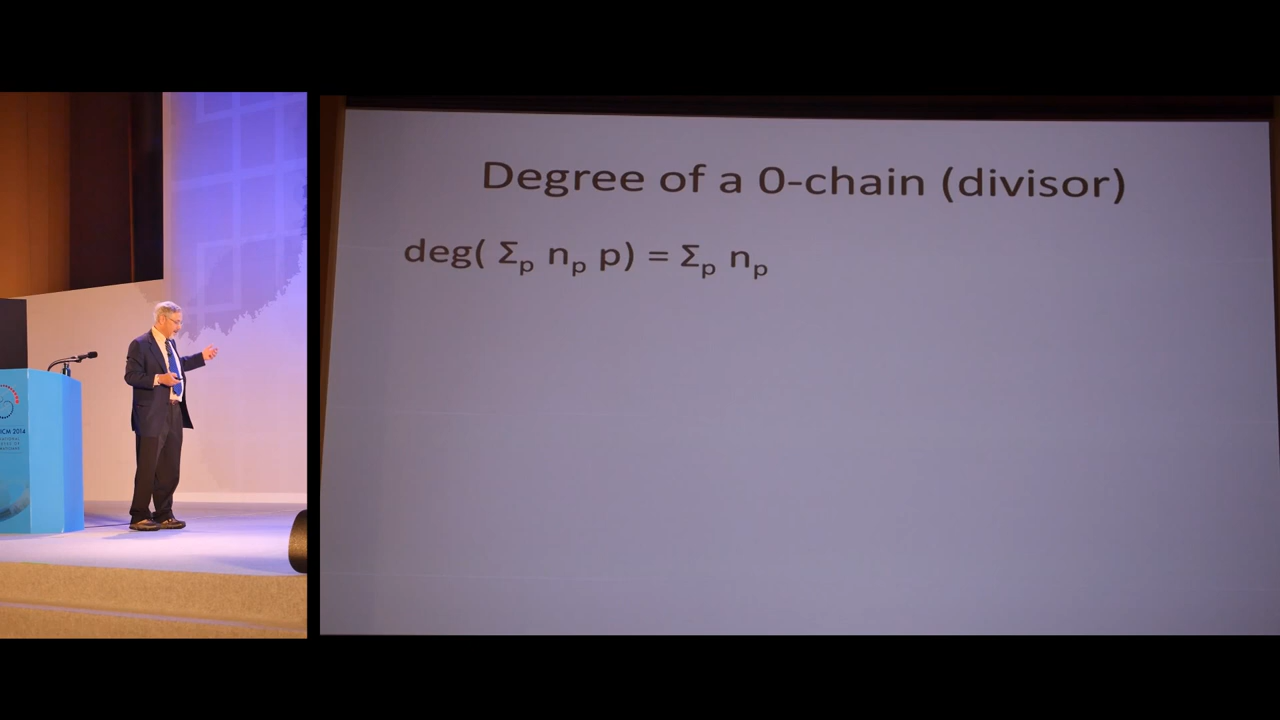 Degree of a 0-chain (divisor)
deg( Σₚ nₚ p) = Σₚ nₚ
ICM 2014